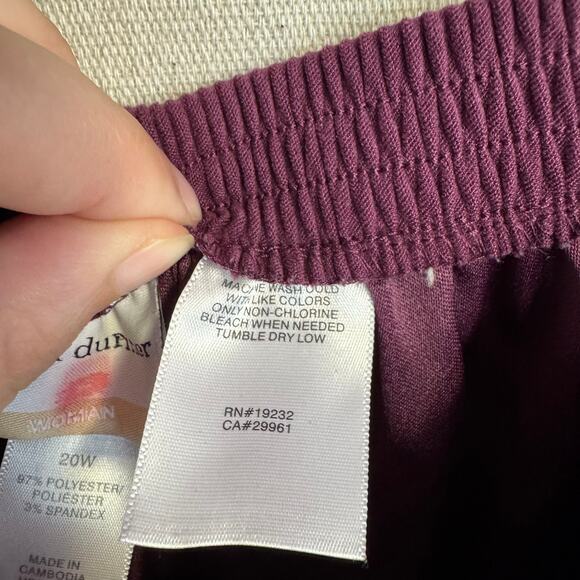 MACHINE WASH COLD
WITH LIKE COLORS
ONLY NON-CHLORINE
BLEACH WHEN NEEDED
TUMBLE DRY LOW
RN#19232
CA#29961
WOMAN
20W
97% POLYESTER/
POLIÉSTER
3% SPANDEX
MADE IN
CAMBODIA